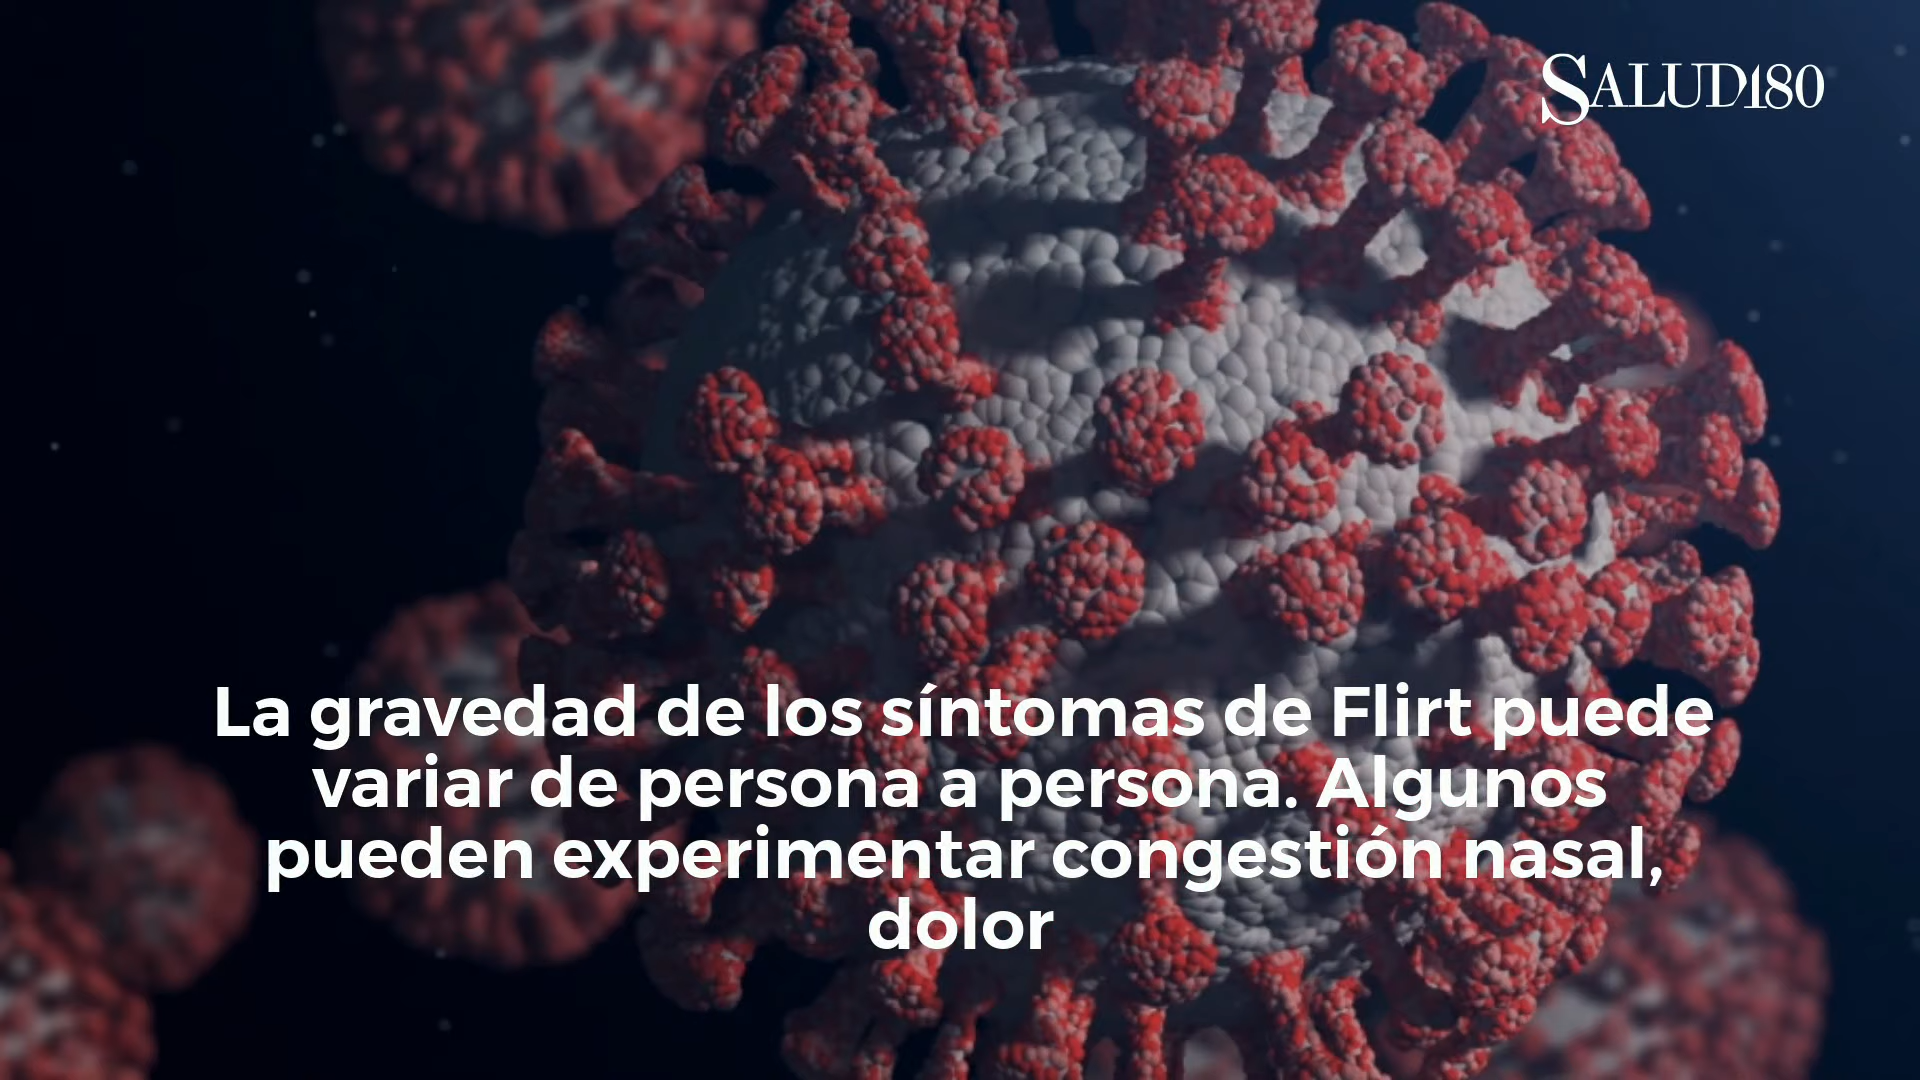 SALUD180
La gravedad de los síntomas de Flirt puede
variar de persona a persona. Algunos
pueden experimentar congestión nasal,
dolor